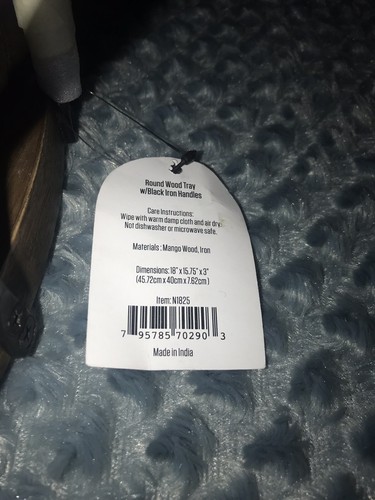 Round Wood Tray
w/Black Iron Handles
Care Instructions:
Wipe with warm damp cloth and air dry.
Not dishwasher or microwave safe.
Materials : Mango Wood, Iron
Dimensions: 18" x 15.75" x 3"
(45.72cm x 40cm x 7.62cm )
Item: N1825
7 95785 70290 3
Made in India